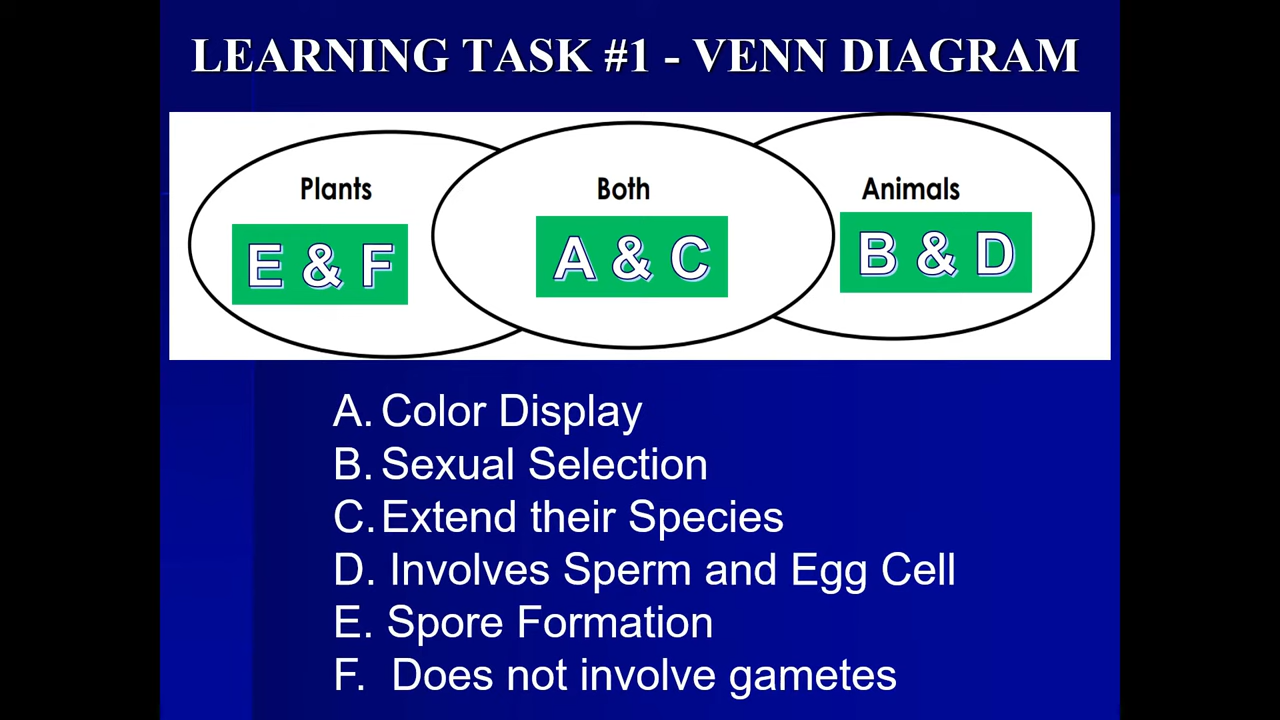 LEARNING TASK #1 - VENN DIAGRAM
Plants
Both
Animals
E & F
A & C
B & D
A. Color Display
B. Sexual Selection
C. Extend their Species
D. Involves Sperm and Egg Cell
E. Spore Formation
F. Does not involve gametes